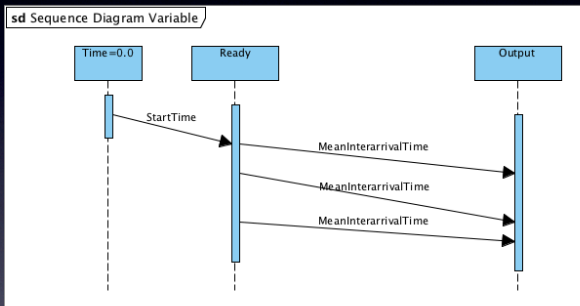 sd Sequence Diagram Variable
Time=0.0
Ready
Output
StartTime
MeanInterarrivalTime
MeanInterarrivalTime
MeanInterarrivalTime